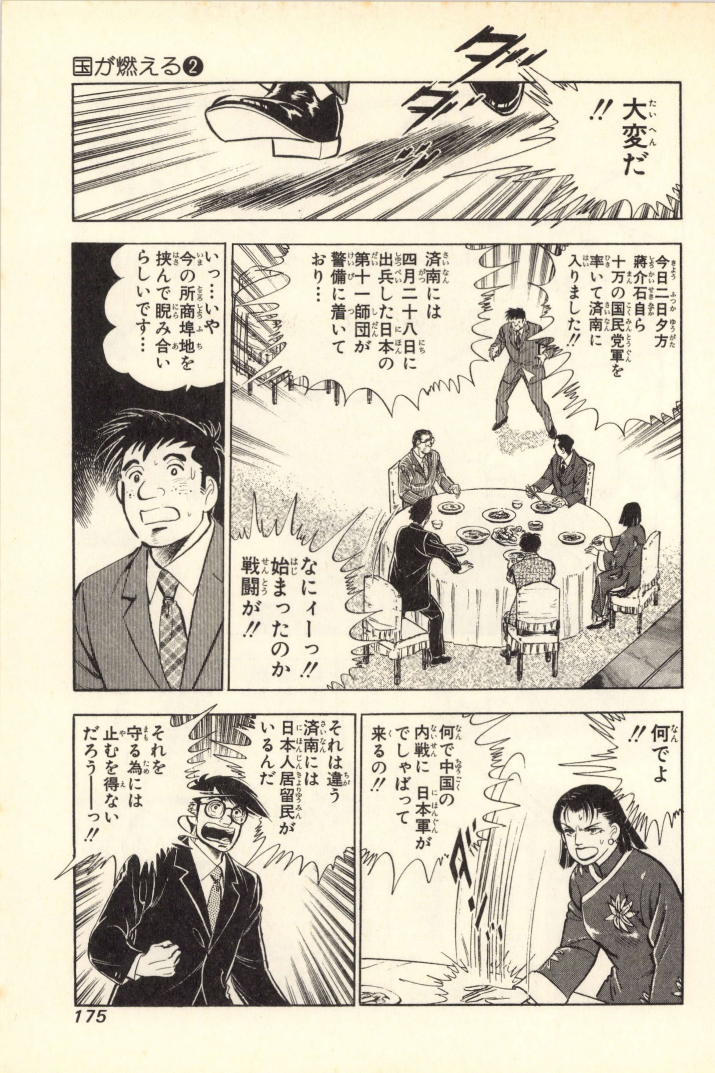 国が燃える❷
ダッ
ダッ
大変だ
!!
今日二日夕方
蔣介石自ら
十万の国民党軍を
率いて済南に
入りました!!
済南には
四月二十八日に
出兵した日本の
第十一師団が
警備に着いて
おり…
なにィーっ!!
始まったのか
戦闘が!!
いっ…いや
今の所商埠地を
挟んで睨み合い
らしいです…
何でよ
!!
何で中国の
内戦に 日本軍が
でしゃばって
来るの!!
ダンッ
それは違う
済南には
日本人居留民が
いるんだ
それを
守る為には
止むを得ない
だろう――っ!!
175